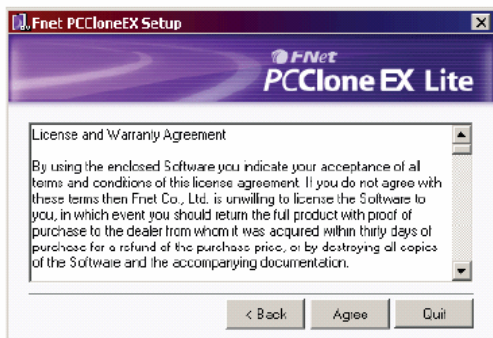 Fnet PCCloneEX Setup
FNet
PCClone EX Lite
License and Warranty Agreement
By using the enclosed Software you indicate your acceptance of all
terms and conditions of this license agreement. If you do not agree with
these terms then Fnet Co., Ltd. is unwilling to license the Software to
you, in which event you should return the full product with proof of
purchase to the dealer from whom it was acquired within thirty days of
purchase for a refund of the purchase price, or by destroying all copies
of the Software and the accompanying documentation.
< Back
Agree
Quit